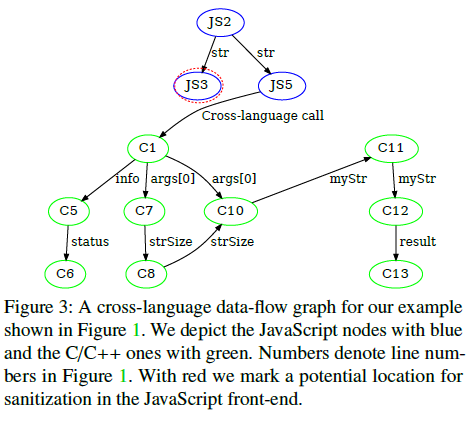 JS2
str str
JS3 JS5
Cross-language call
C1 C11
info args[0] args[0] myStr myStr
C5 C7 C10 C12
status strSize strSize result
C6 C8 C13
Figure 3: A cross-language data-flow graph for our example
shown in Figure 1. We depict the JavaScript nodes with blue
and the C/C++ ones with green. Numbers denote line num-
bers in Figure 1. With red we mark a potential location for
sanitization in the JavaScript front-end.